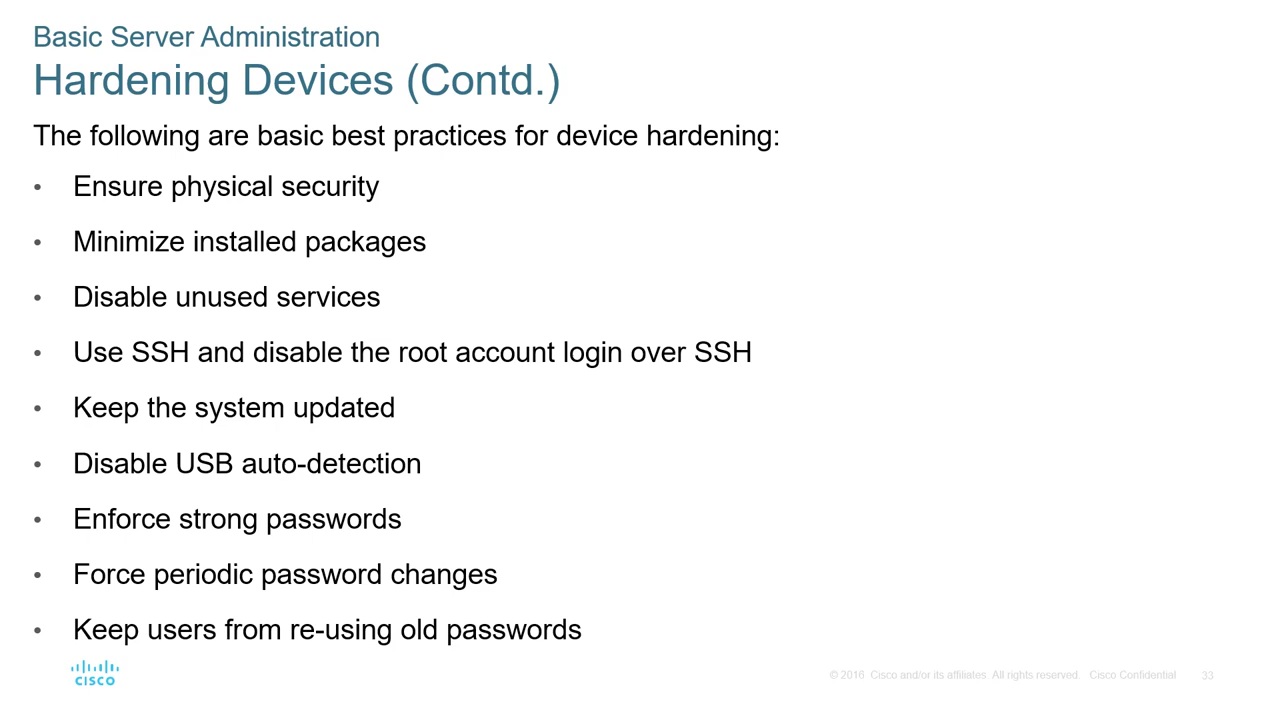 Basic Server Administration
Hardening Devices (Contd.)
The following are basic best practices for device hardening:
• Ensure physical security
• Minimize installed packages
• Disable unused services
• Use SSH and disable the root account login over SSH
• Keep the system updated
• Disable USB auto-detection
• Enforce strong passwords
• Force periodic password changes
• Keep users from re-using old passwords
CISCO
© 2016 Cisco and/or its affiliates. All rights reserved. Cisco Confidential 33